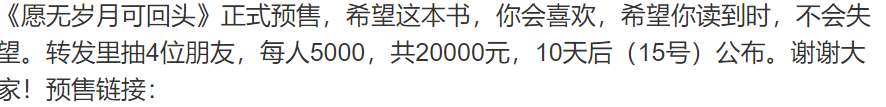 《愿无岁月可回头》正式预售，希望这本书，你会喜欢，希望你读到时，不会失
望。转发里抽4位朋友，每人5000，共20000元，10天后（15号）公布。谢谢大
家！预售链接：